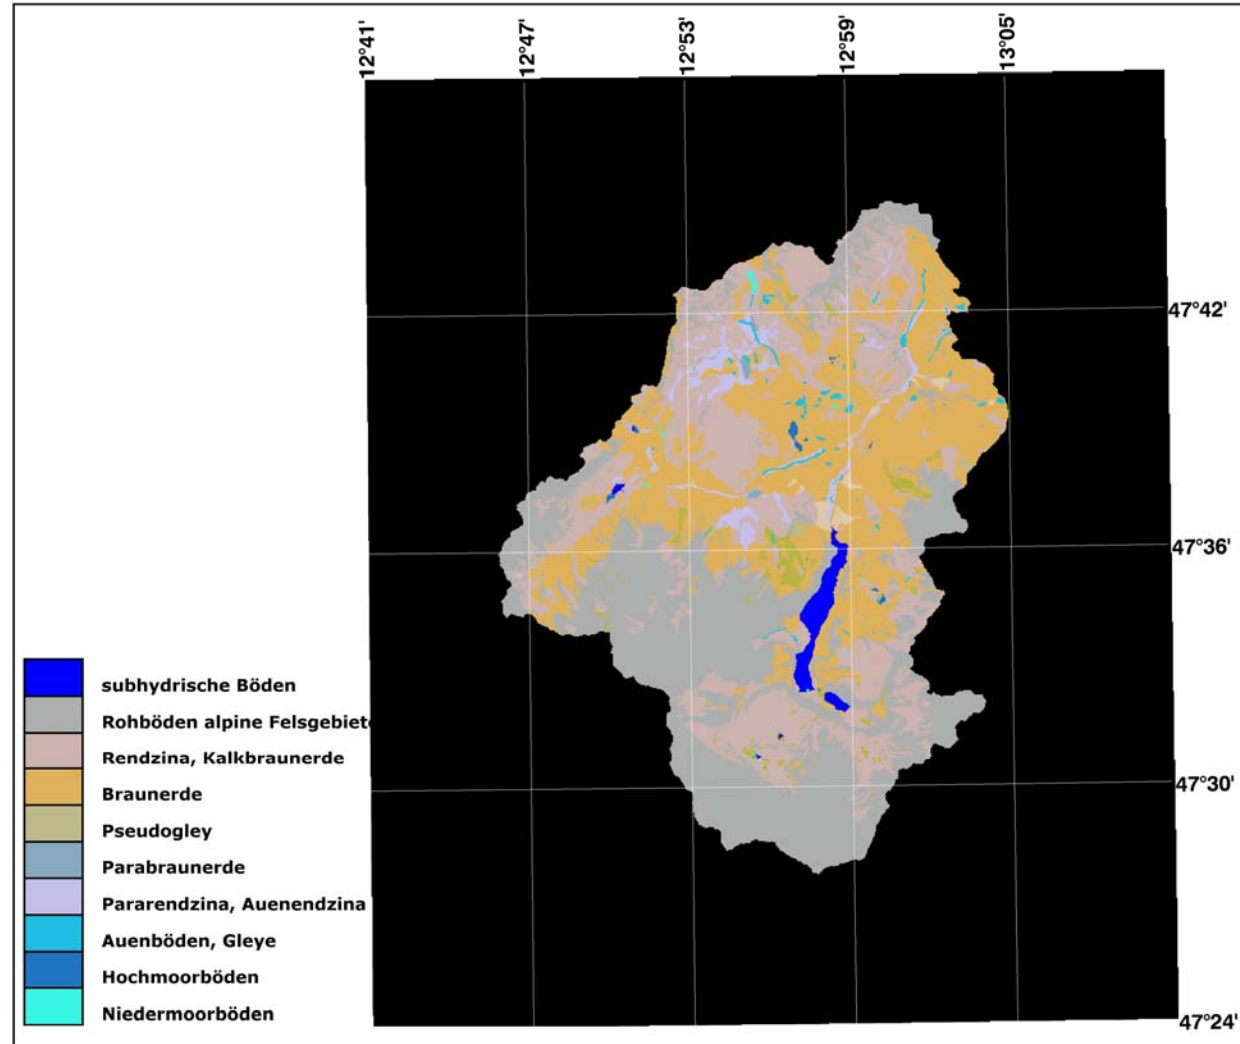 12°41'
12°47'
12°53'
12°59'
13°05'
47°42'
47°36'
47°30'
47°24'
subhydrische Böden
Rohböden alpine Felsgebiete
Rendzina, Kalkbraunerde
Braunerde
Pseudogley
Parabraunerde
Pararendzina, Auenendzina
Auenböden, Gleye
Hochmoorböden
Niedermoorböden